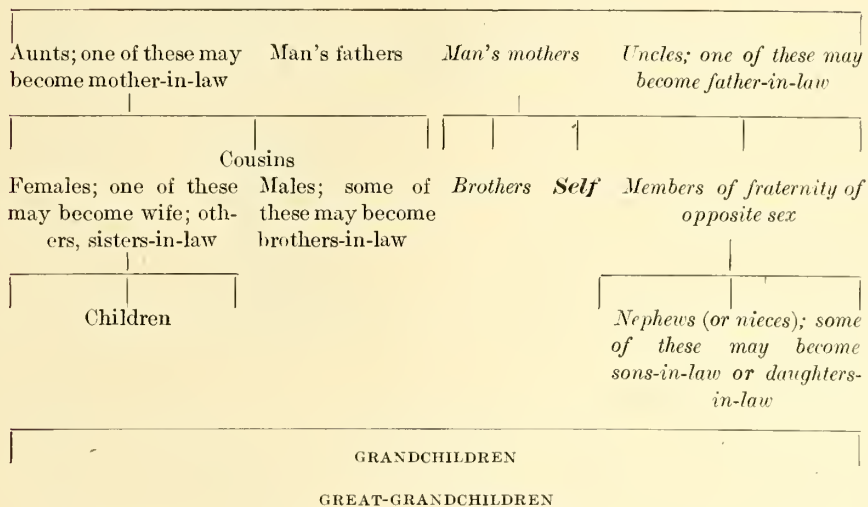 Aunts; one of these may
become mother-in-law
Man's fathers
Man's mothers
Uncles; one of these may
become father-in-law
Cousins
Females; one of these
may become wife; oth-
ers, sisters-in-law
Males; some of
these may become
brothers-in-law
Brothers
Self
Members of fraternity of
opposite sex
Children
Nephews (or nieces); some
of these may become
sons-in-law or daughters-
in-law
GRANDCHILDREN
GREAT-GRANDCHILDREN